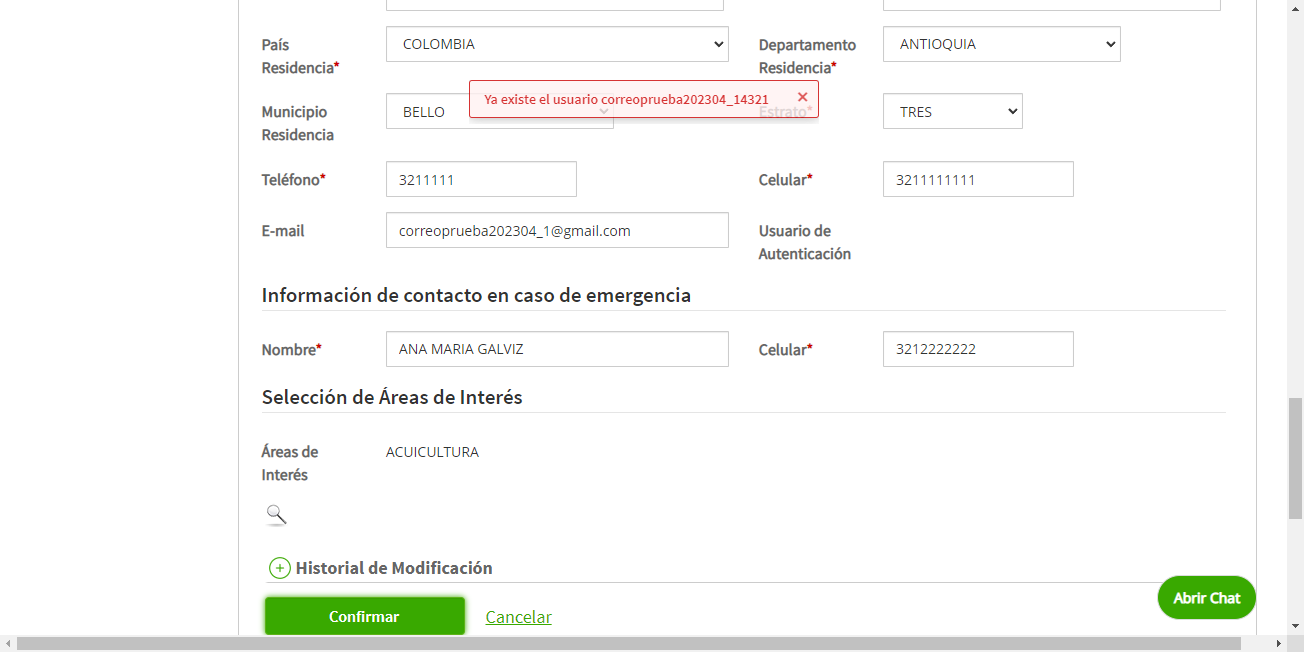 País
Residencia*
COLOMBIA
Departamento
Residencia*
ANTIOQUIA
Ya existe el usuario correoprueba202304_14321 ×
Municipio
Residencia
BELLO
Estrato*
TRES
Teléfono*
3211111
Celular*
3211111111
E-mail
correoprueba202304_1@gmail.com
Usuario de
Autenticación
Información de contacto en caso de emergencia
Nombre*
ANA MARIA GALVIZ
Celular*
3212222222
Selección de Áreas de Interés
Áreas de
Interés
ACUICULTURA
Historial de Modificación
Confirmar
Cancelar
Abrir Chat